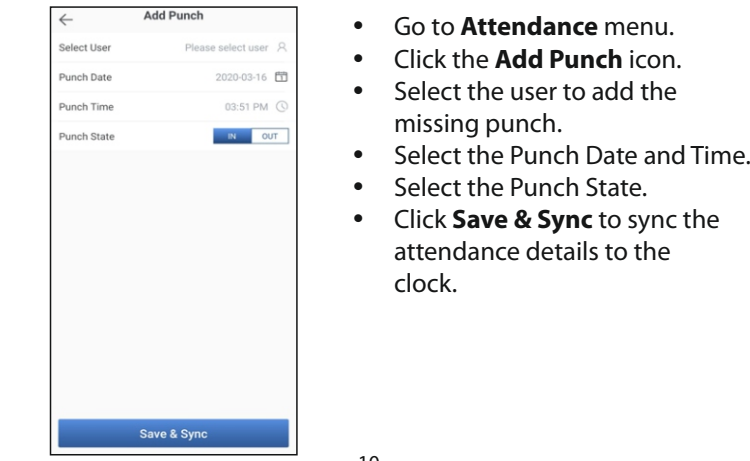 Add Punch
Select User Please select user
Punch Date 2020-03-16
Punch Time 03:51 PM
Punch State IN OUT
Save & Sync
• Go to Attendance menu.
• Click the Add Punch icon.
• Select the user to add the
missing punch.
• Select the Punch Date and Time.
• Select the Punch State.
• Click Save & Sync to sync the
attendance details to the
clock.